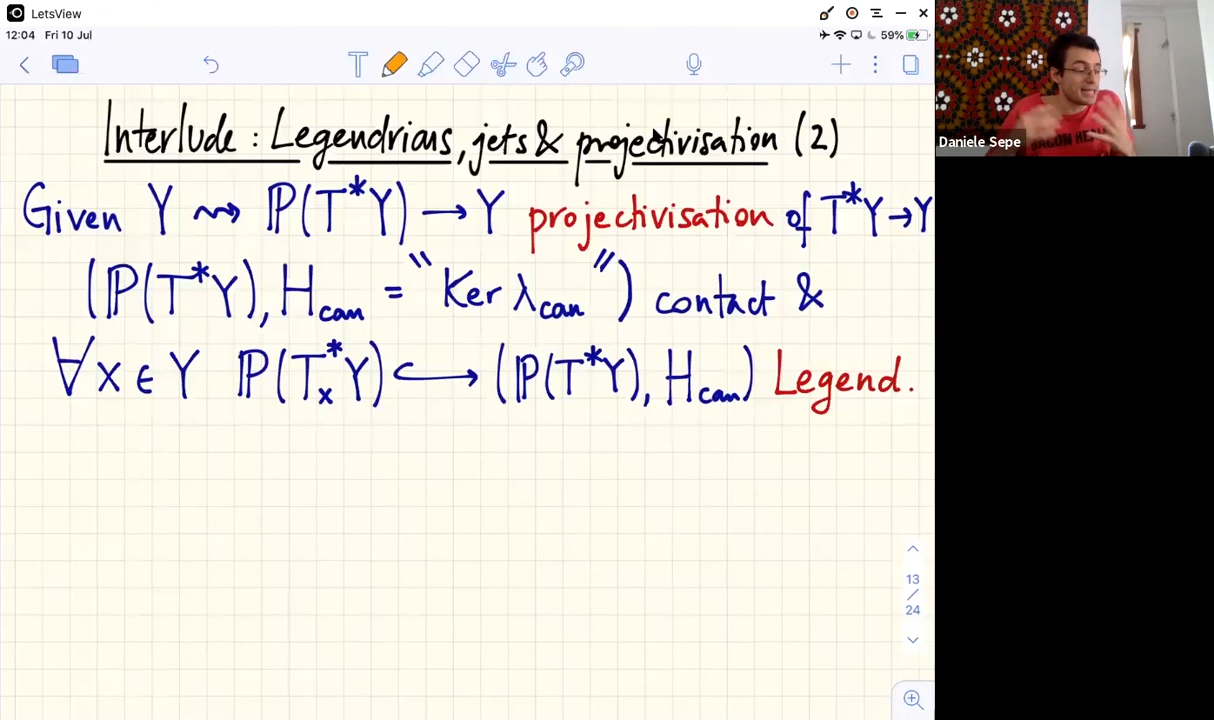 LetsView
12:04 Fri 10 Jul
59%
T
Interlude : Legendrians, jets & projectivisation (2)
Given Y ⇝ ℙ(T*Y) → Y projectivisation of T*Y→Y
(ℙ(T*Y), H_can = "Ker λ_can") contact &
∀ x ∈ Y ℙ(T*_x Y) ↪ (ℙ(T*Y), H_can) Legend.
13
/
24
Daniele Sepe